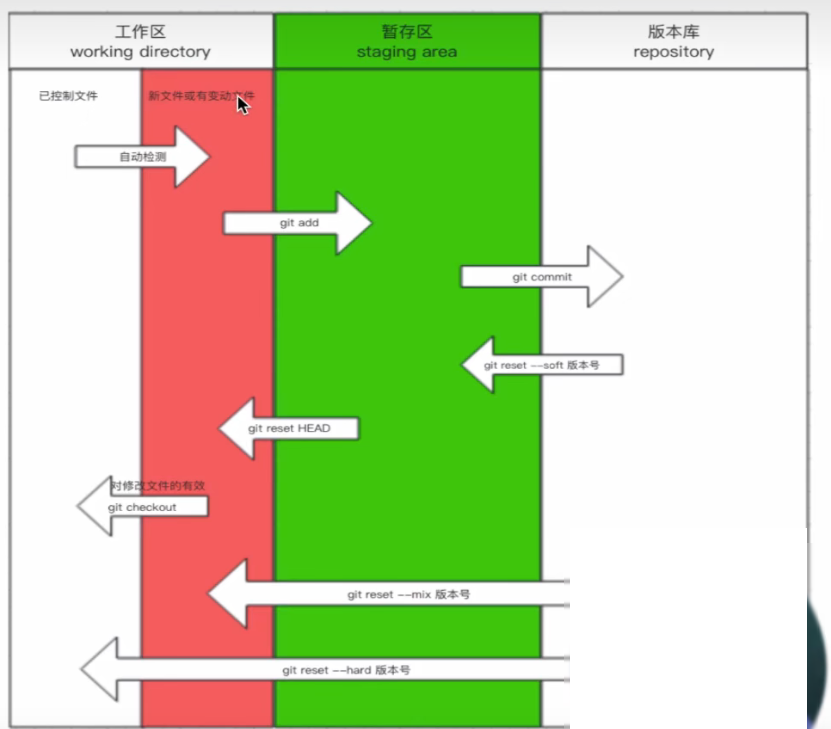 工作区
working directory
暂存区
staging area
版本库
repository
已控制文件
新文件或有变动文件
自动检测
git add
git commit
git reset --soft 版本号
git reset HEAD
对修改文件的有效
git checkout
git reset --mix 版本号
git reset --hard 版本号